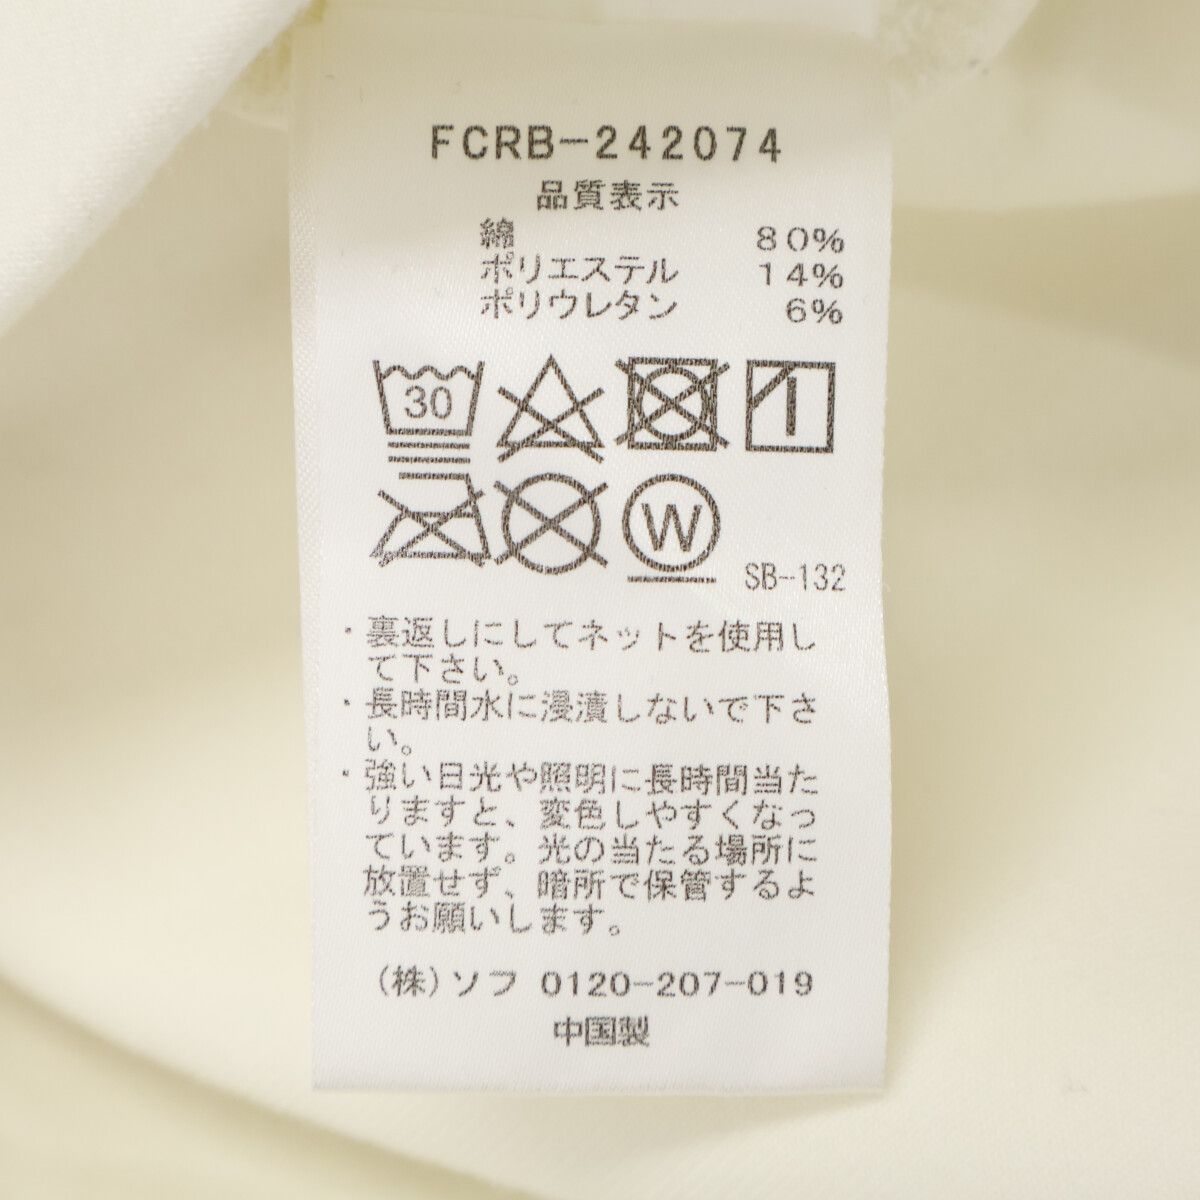 FCRB-242074
品質表示
綿 80%
ポリエステル 14%
ポリウレタン 6%
30
W
SB-132
・裏返しにしてネットを使用し
て下さい。
・長時間水に浸漬しないで下さ
い。
・強い日光や照明に長時間当た
りますと、変色しやすくなっ
ています。光の当たる場所に
放置せず、暗所で保管するよ
うお願いします。
(株)ソフ 0120-207-019
中国製